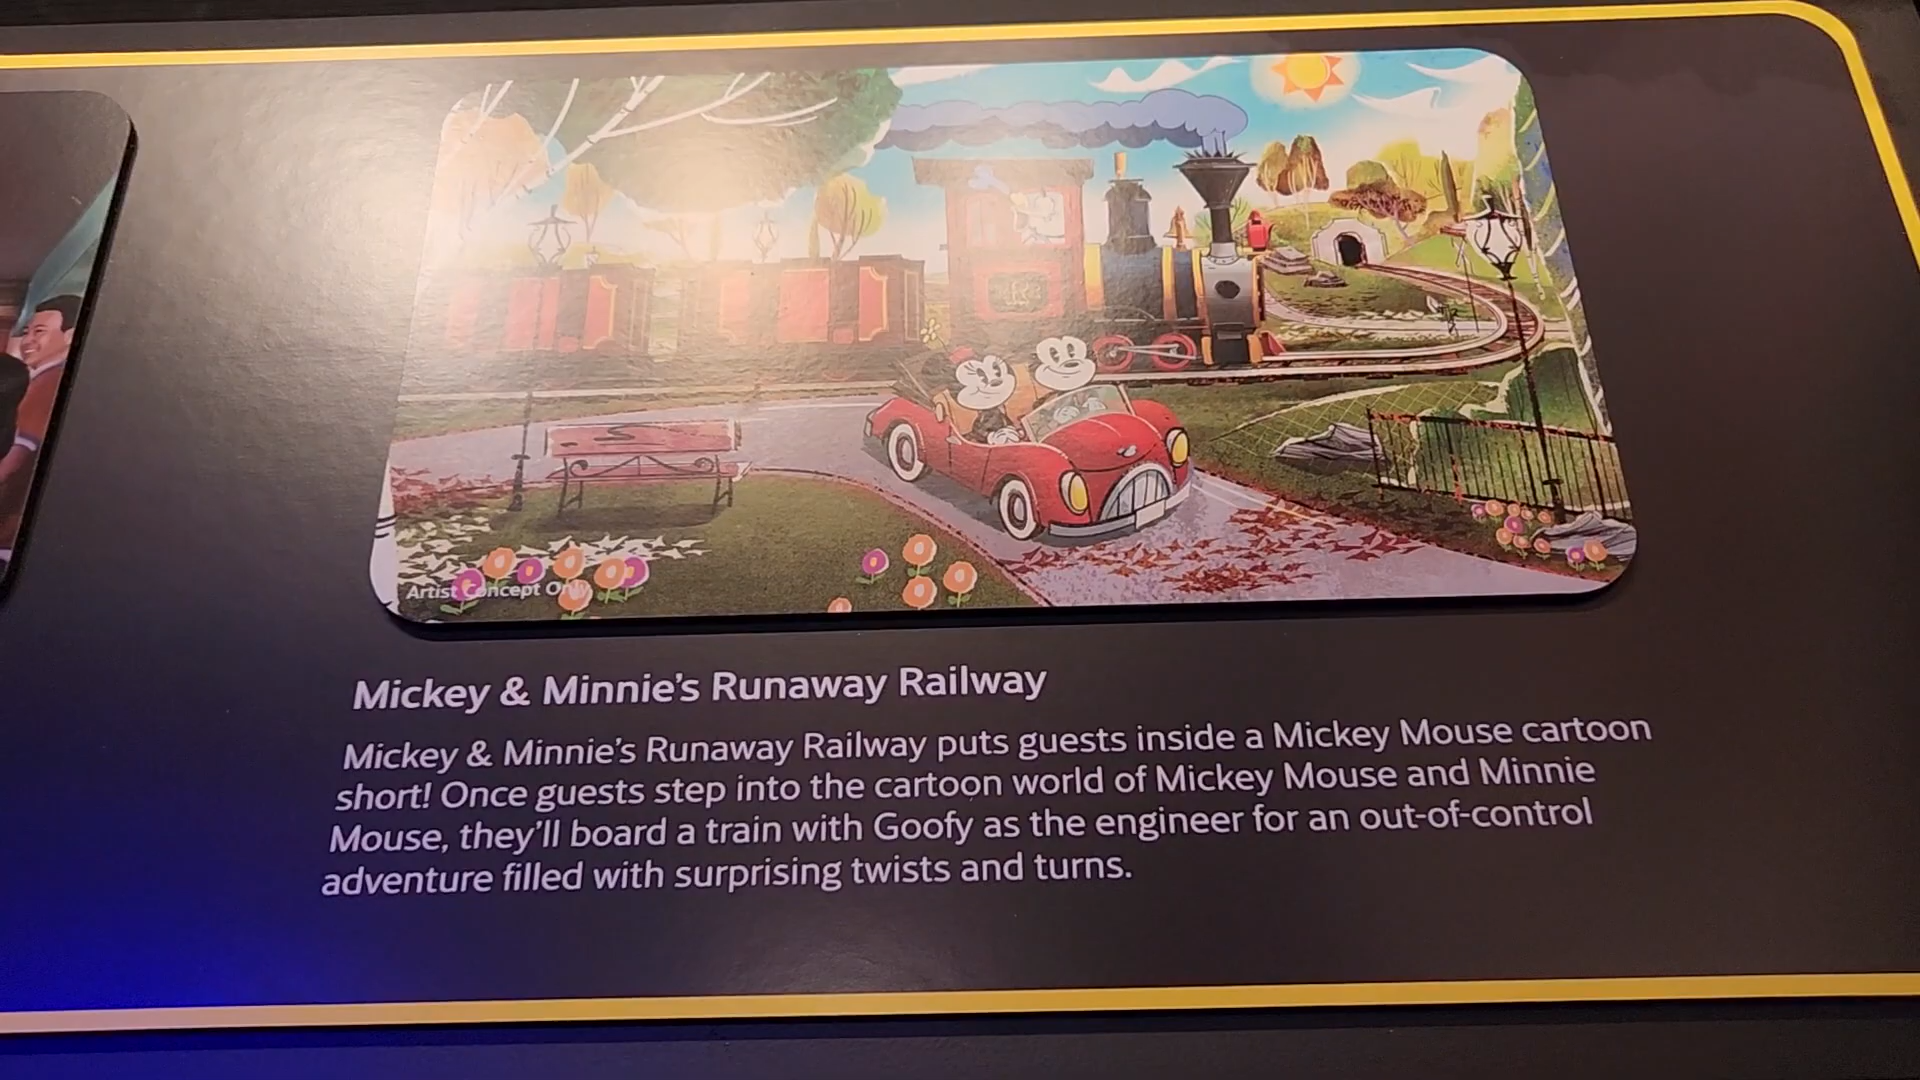 Artist Concept Only
Mickey & Minnie's Runaway Railway
Mickey & Minnie's Runaway Railway puts guests inside a Mickey Mouse cartoon
short! Once guests step into the cartoon world of Mickey Mouse and Minnie
Mouse, they'll board a train with Goofy as the engineer for an out-of-control
adventure filled with surprising twists and turns.